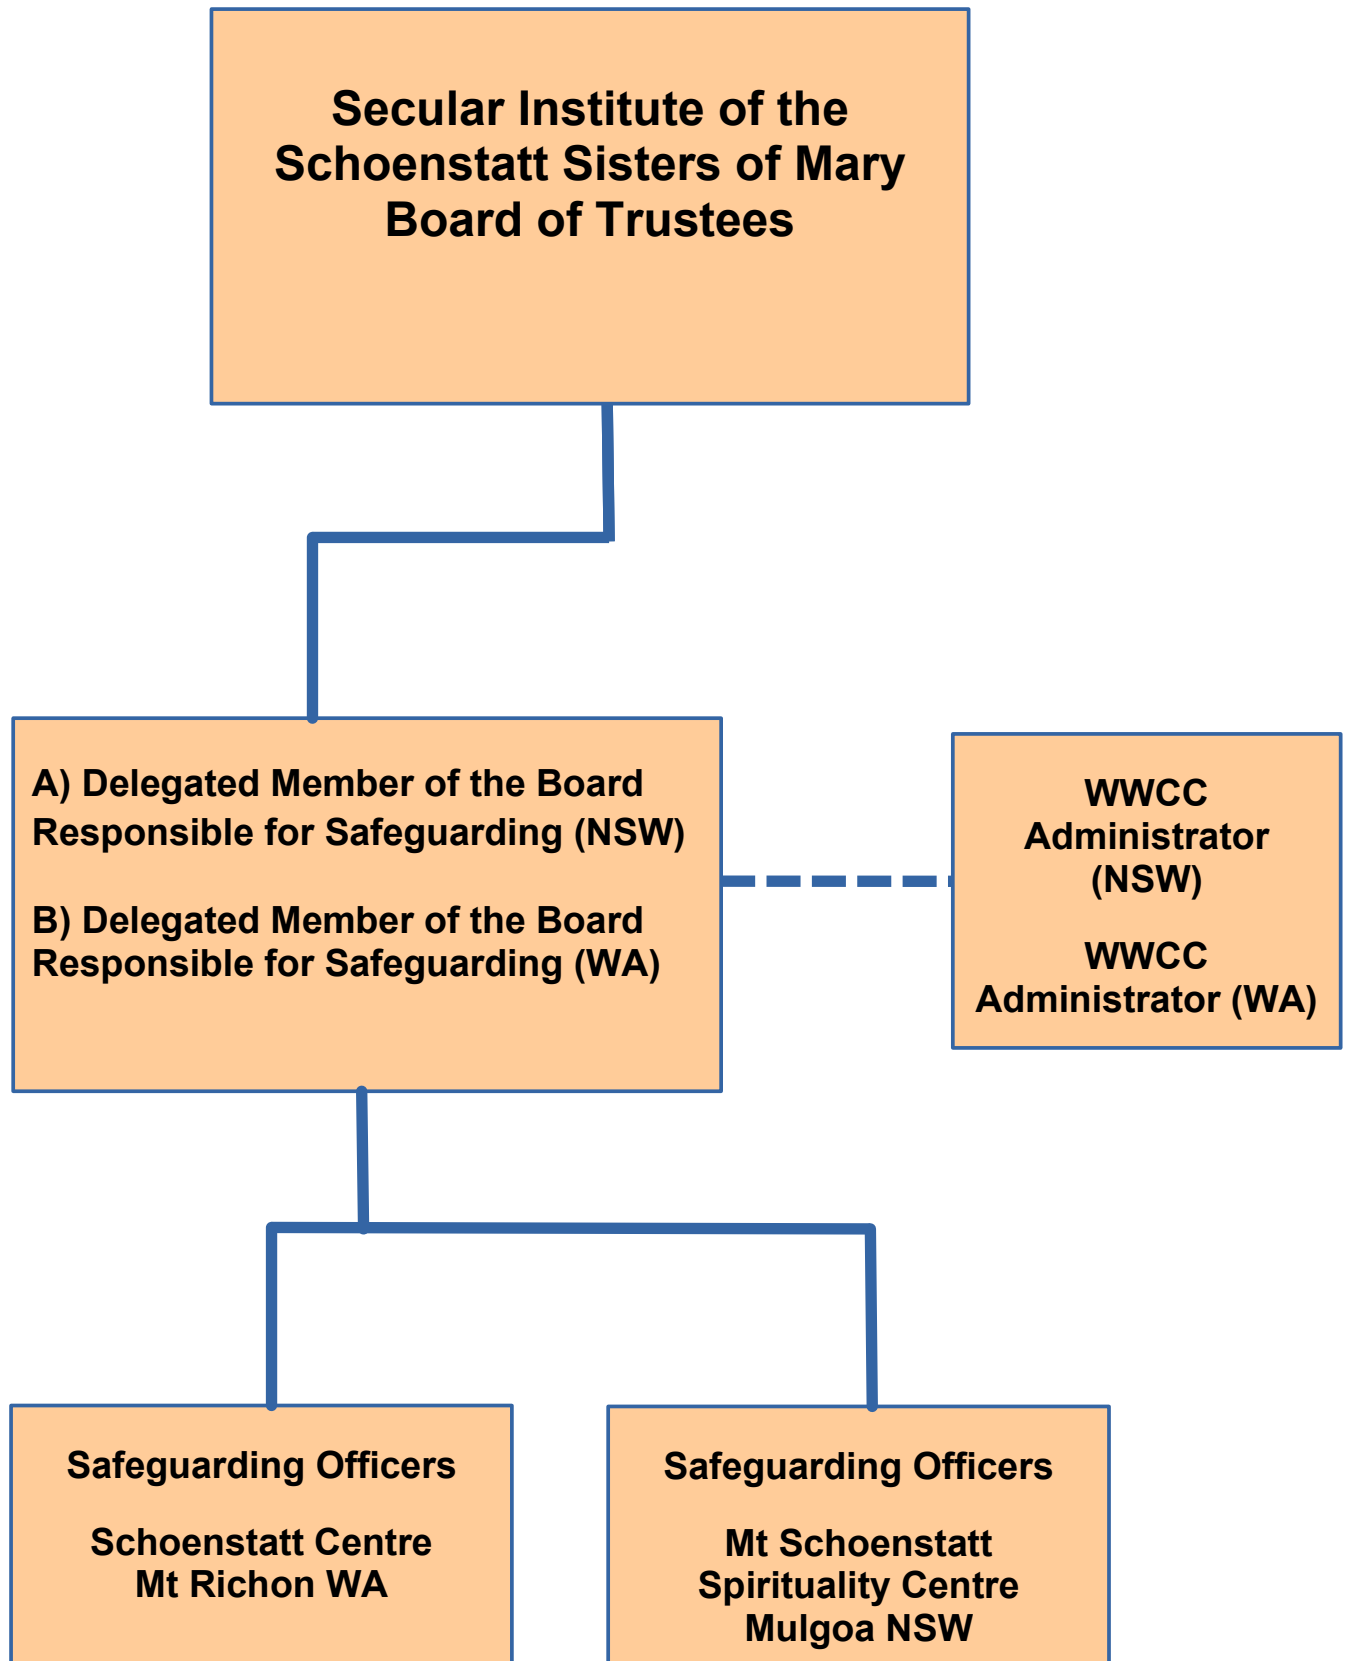 Secular Institute of the
Schoenstatt Sisters of Mary
Board of Trustees
A) Delegated Member of the Board
Responsible for Safeguarding (NSW)
B) Delegated Member of the Board
Responsible for Safeguarding (WA)
WWCC
Administrator
(NSW)
WWCC
Administrator (WA)
Safeguarding Officers
Schoenstatt Centre
Mt Richon WA
Safeguarding Officers
Mt Schoenstatt
Spirituality Centre
Mulgoa NSW